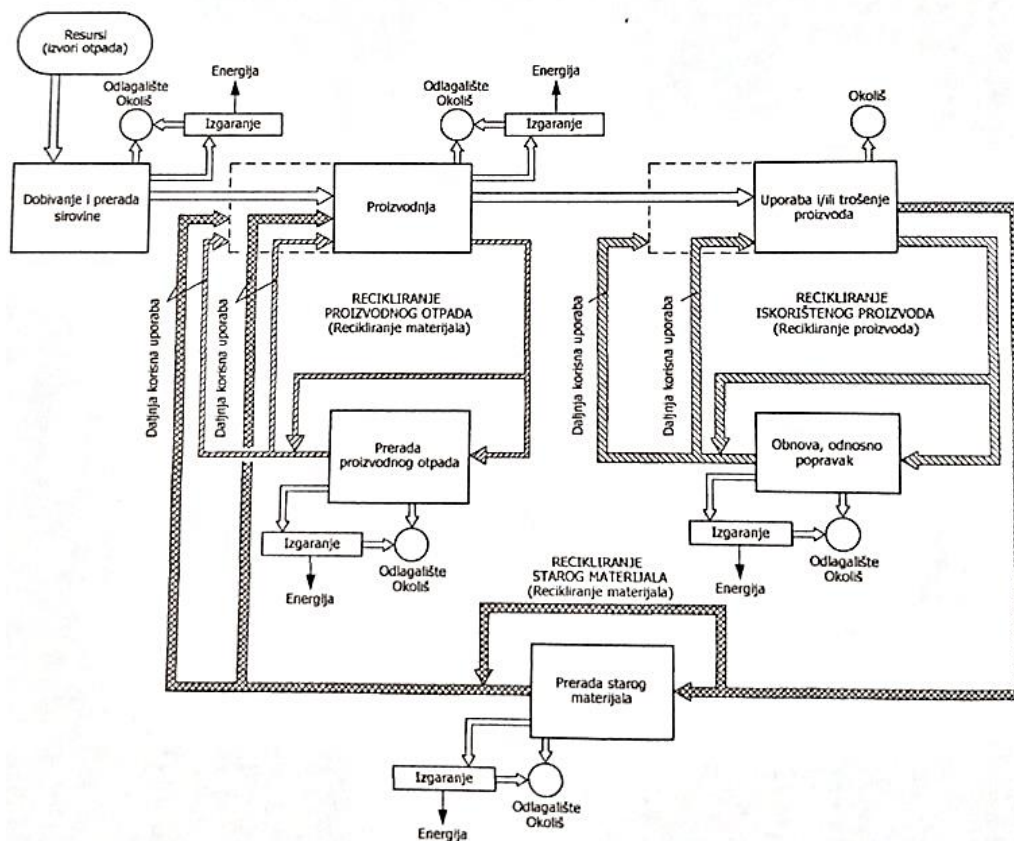 Resursi
(izvori otpada)
Energija
Odlagalište
Okoliš
Izgaranje
Energija
Odlagalište
Okoliš
Izgaranje
Okoliš
Dobivanje i prerada
sirovine
Proizvodnja
Uporaba i/ili trošenje
proizvoda
Daljnja korisna uporaba
Daljnja korisna uporaba
RECIKLIRANJE
PROIZVODNOG OTPADA
(Recikliranje materijala)
Daljnja korisna uporaba
Daljnja korisna uporaba
RECIKLIRANJE
ISKORIŠTENOG PROIZVODA
(Recikliranje proizvoda)
Prerada
proizvodnog otpada
Obnova, odnosno
popravak
Izgaranje
Odlagalište
Okoliš
Energija
Izgaranje
Odlagalište
Okoliš
Energija
RECIKLIRANJE
STAROG MATERIJALA
(Recikliranje materijala)
Prerada starog
materijala
Izgaranje
Odlagalište
Okoliš
Energija